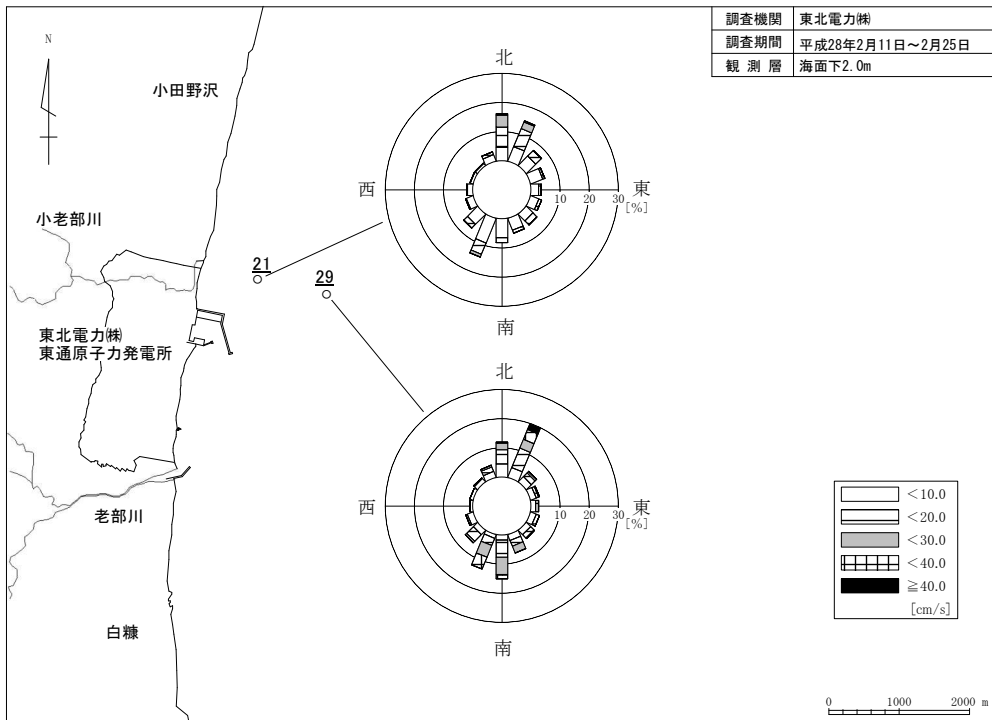 調査機関 東北電力㈱
調査期間 平成28年2月11日～2月25日
観測層 海面下2.0m
N
小田野沢
小老部川
東北電力㈱
東通原子力発電所
老部川
白糠
21
29
北
西
東
10 20 30
[%]
南
北
西
東
10 20 30
[%]
南
＜10.0
＜20.0
＜30.0
＜40.0
≧40.0
[cm/s]
0 1000 2000 m